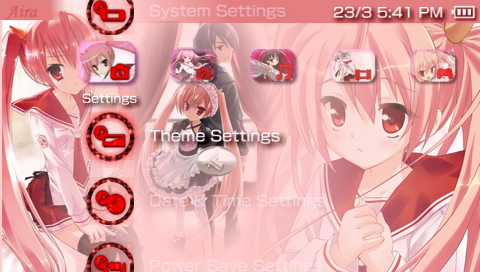 Aira
System Settings
23/3 5:41 PM
Settings
Theme Settings
Date & Time Settings
Power Save Settings